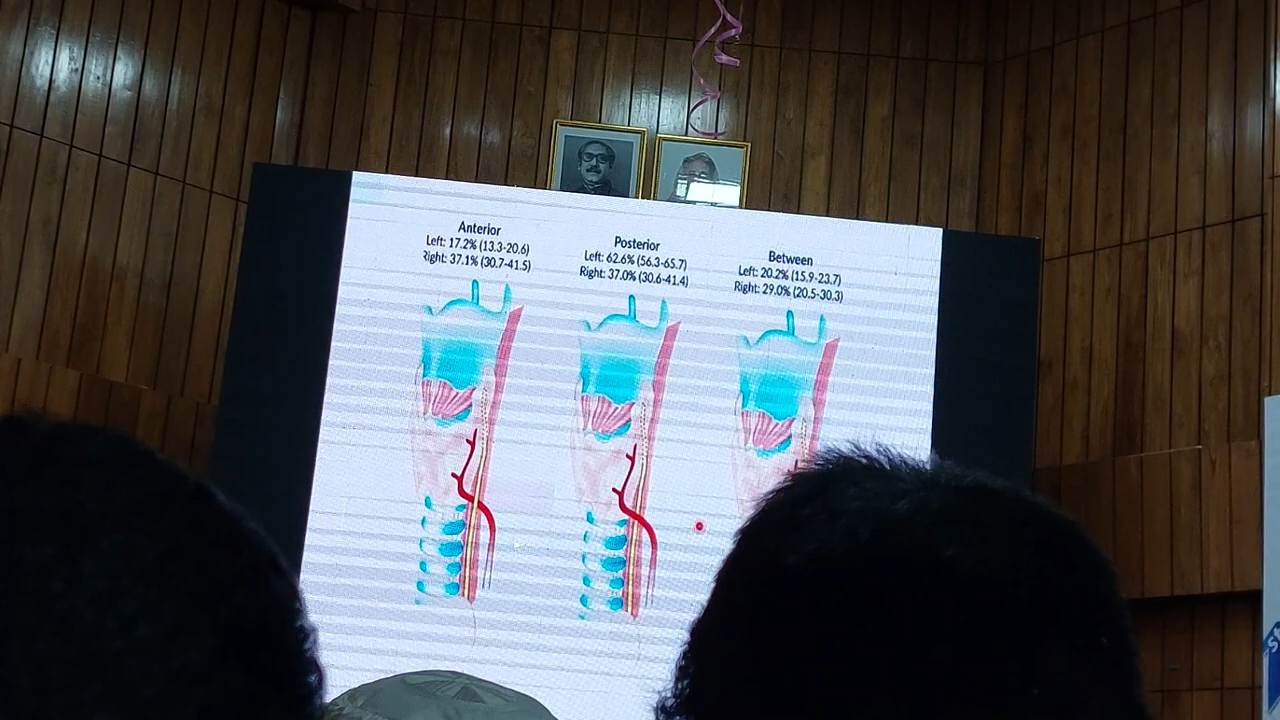 Anterior
Left: 17.2% (13.3-20.6)
Right: 37.1% (30.7-41.5)
Posterior
Left: 62.6% (56.3-65.7)
Right: 37.0% (30.6-41.4)
Between
Left: 20.2% (15.9-23.7)
Right: 29.0% (20.5-30.3)